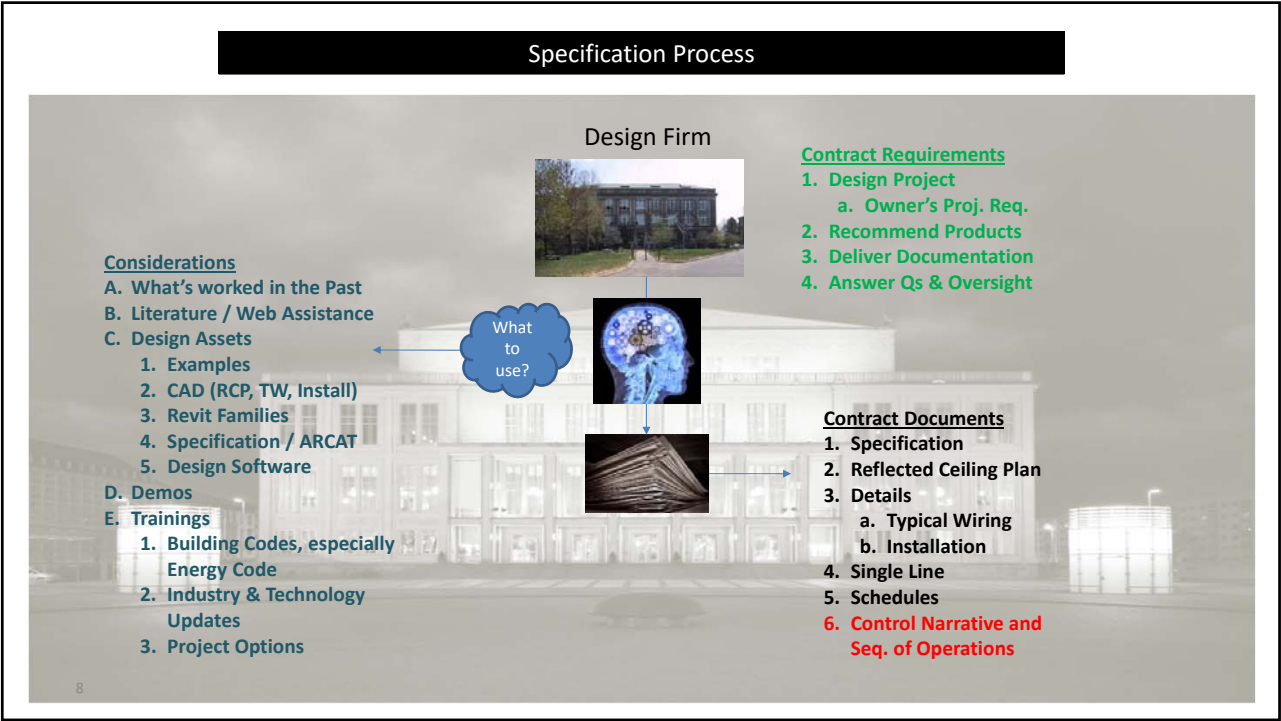 Specification Process
Design Firm
Contract Requirements
1. Design Project
a. Owner’s Proj. Req.
2. Recommend Products
3. Deliver Documentation
4. Answer Qs & Oversight
Considerations
A. What’s worked in the Past
B. Literature / Web Assistance
C. Design Assets
1. Examples
2. CAD (RCP, TW, Install)
3. Revit Families
4. Specification / ARCAT
5. Design Software
D. Demos
E. Trainings
1. Building Codes, especially
Energy Code
2. Industry & Technology
Updates
3. Project Options
What
to
use?
Contract Documents
1. Specification
2. Reflected Ceiling Plan
3. Details
a. Typical Wiring
b. Installation
4. Single Line
5. Schedules
6. Control Narrative and
Seq. of Operations
8